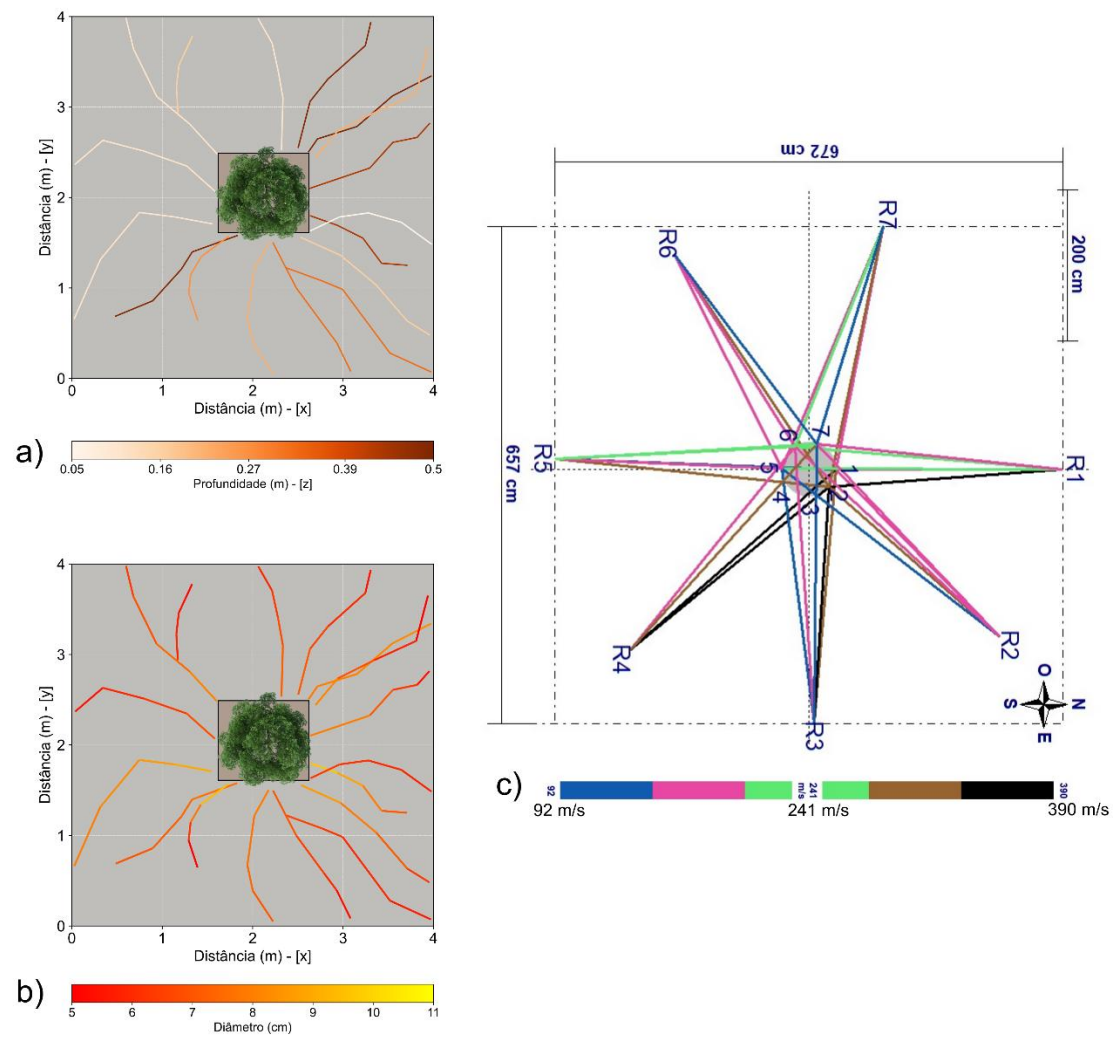 4
3
2
1
0
Distância (m) - [y]
0 1 2 3 4
Distância (m) - [x]
a)
0.05 0.16 0.27 0.39 0.5
Profundidade (m) - [z]
4
3
2
1
0
Distância (m) - [y]
0 1 2 3 4
Distância (m) - [x]
b)
5 6 7 8 9 10 11
Diâmetro (cm)
672 cm
200 cm
657 cm
R7
R6
R5
R1
R4
R2
R3
7
6
5
4
3
2
1
O
S N
E
c)
92
241
m/s
390
92 m/s 241 m/s 390 m/s